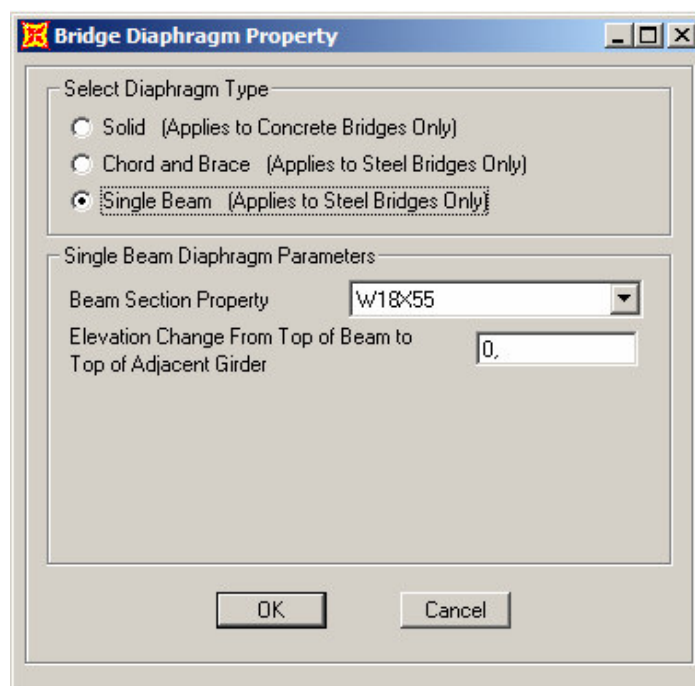 Bridge Diaphragm Property
Select Diaphragm Type
Solid (Applies to Concrete Bridges Only)
Chord and Brace (Applies to Steel Bridges Only)
Single Beam (Applies to Steel Bridges Only)
Single Beam Diaphragm Parameters
Beam Section Property W18X55
Elevation Change From Top of Beam to
Top of Adjacent Girder 0,
OK Cancel